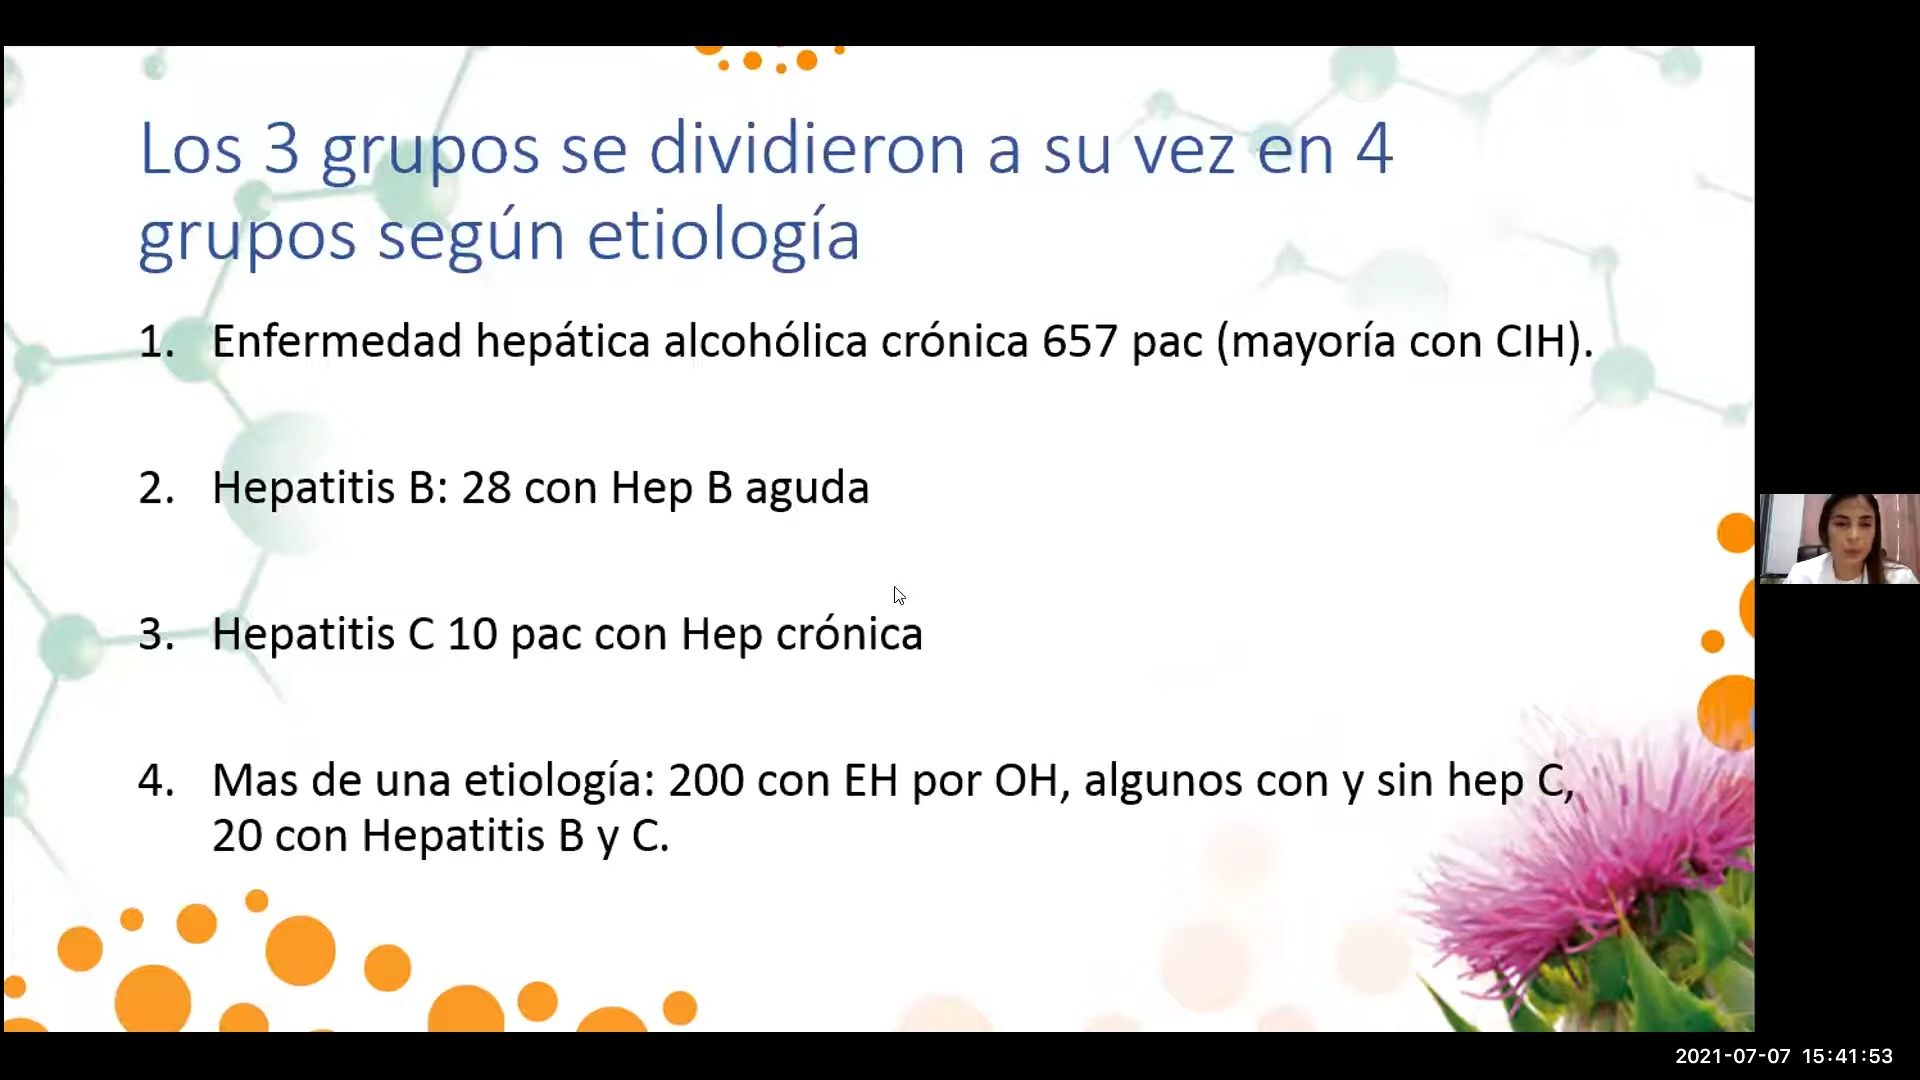 Los 3 grupos se dividieron a su vez en 4
grupos según etiología
1. Enfermedad hepática alcohólica crónica 657 pac (mayoría con CIH).
2. Hepatitis B: 28 con Hep B aguda
3. Hepatitis C 10 pac con Hep crónica
4. Mas de una etiología: 200 con EH por OH, algunos con y sin hep C,
20 con Hepatitis B y C.
2021-07-07 15:41:53